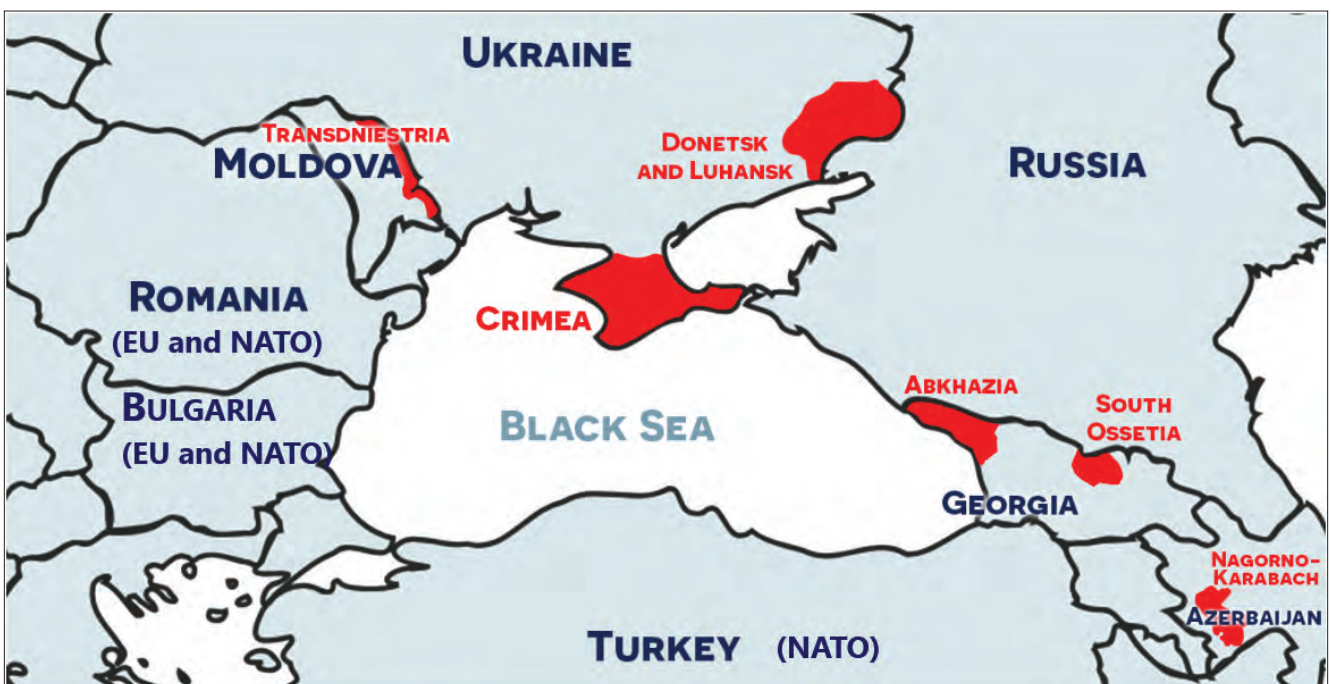 UKRAINE
TRANSDNIESTRIA
MOLDOVA
DONETSK
AND LUHANSK
RUSSIA
ROMANIA
(EU and NATO)
CRIMEA
BULGARIA
(EU and NATO)
BLACK SEA
ABKHAZIA
SOUTH
OSSETIA
GEORGIA
NAGORNO-
KARABACH
AZERBAIJAN
TURKEY (NATO)